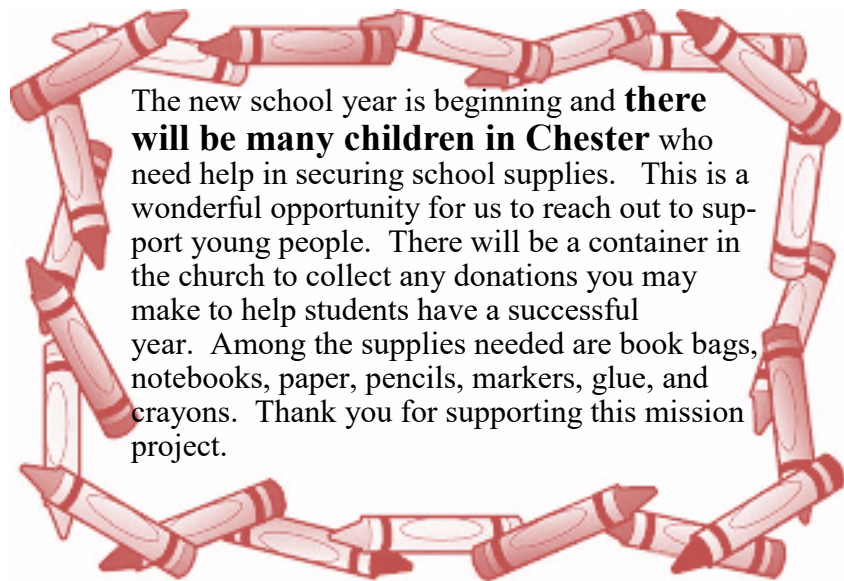 The new school year is beginning and there
will be many children in Chester who
need help in securing school supplies.   This is a
wonderful opportunity for us to reach out to sup-
port young people.  There will be a container in
the church to collect any donations you may
make to help students have a successful
year.  Among the supplies needed are book bags,
notebooks, paper, pencils, markers, glue, and
crayons.  Thank you for supporting this mission
project.